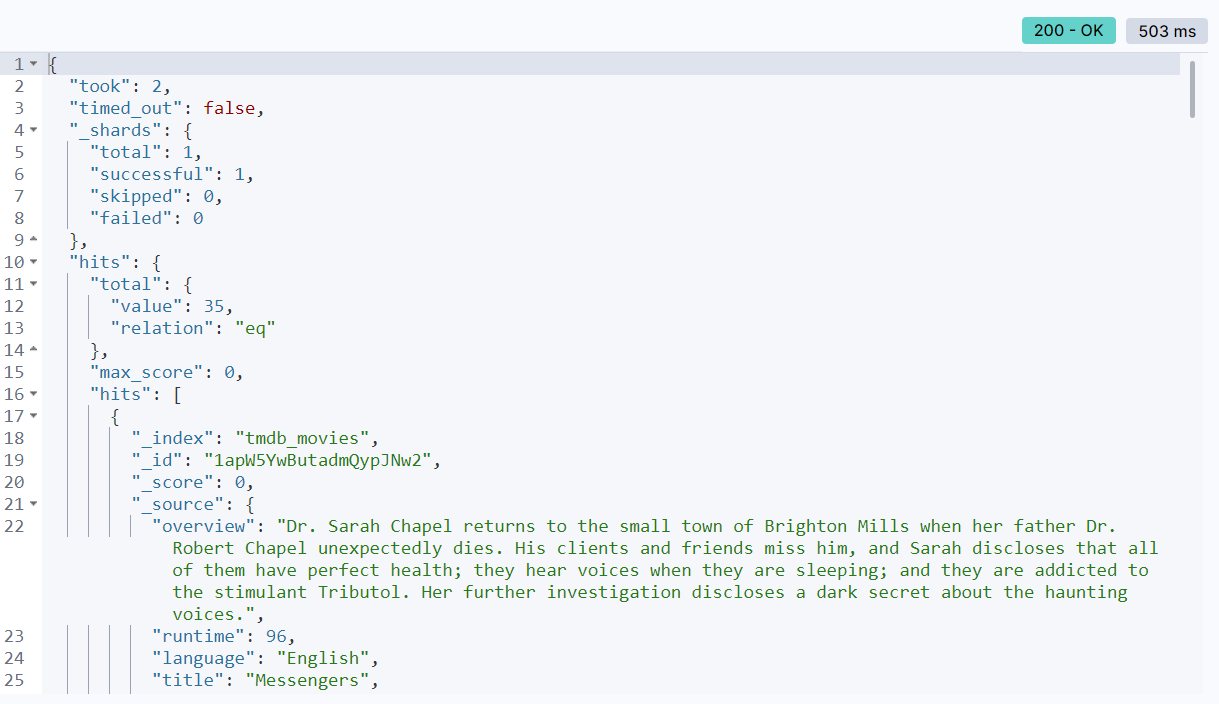 200 - OK 503 ms
1 {
2 "took": 2,
3 "timed_out": false,
4 "_shards": {
5 "total": 1,
6 "successful": 1,
7 "skipped": 0,
8 "failed": 0
9 },
10 "hits": {
11 "total": {
12 "value": 35,
13 "relation": "eq"
14 },
15 "max_score": 0,
16 "hits": [
17 {
18 "_index": "tmdb_movies",
19 "_id": "1apW5YwButadmQypJNw2",
20 "_score": 0,
21 "_source": {
22 "overview": "Dr. Sarah Chapel returns to the small town of Brighton Mills when her father Dr.
Robert Chapel unexpectedly dies. His clients and friends miss him, and Sarah discloses that all
of them have perfect health; they hear voices when they are sleeping; and they are addicted to
the stimulant Tributol. Her further investigation discloses a dark secret about the haunting
voices.",
23 "runtime": 96,
24 "language": "English",
25 "title": "Messengers",